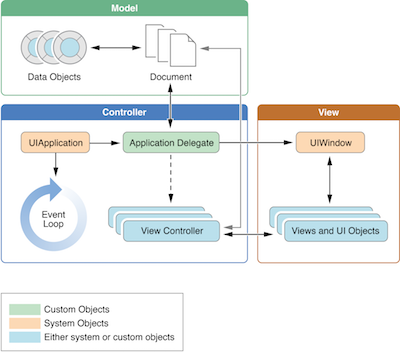 Model
Data Objects
Document
Controller
View
UIApplication
Application Delegate
UIWindow
Event
Loop
View Controller
Views and UI Objects
Custom Objects
System Objects
Either system or custom objects